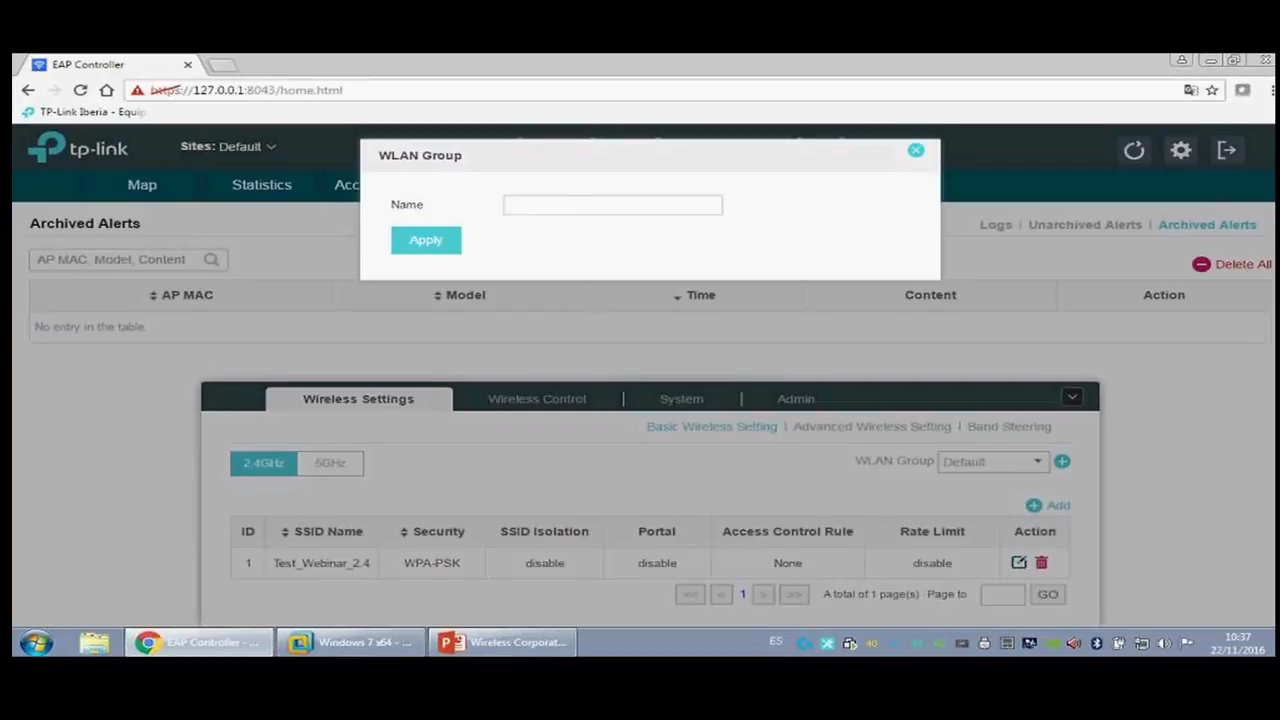 EAP Controller
https://127.0.0.1:8043/home.html
TP-Link Iberia - Equip
tp-link
Sites: Default
WLAN Group
Map
Statistics
Acc
Name
Apply
Archived Alerts
Logs | Unarchived Alerts | Archived Alerts
AP MAC, Model, Content
Delete All
AP MAC Model Time Content Action
No entry in the table.
Wireless Settings Wireless Control | System | Admin
Basic Wireless Setting | Advanced Wireless Setting | Band Steering
2.4GHz 5GHz WLAN Group Default
Add
ID SSID Name Security SSID Isolation Portal Access Control Rule Rate Limit Action
1 Test_Webinar_2.4 WPA-PSK disable disable None disable
<< < 1 > >> A total of 1 page(s) Page to GO
EAP Controller - ... Windows 7 x64 - ... Wireless Corporat... ES 10:37
22/11/2016